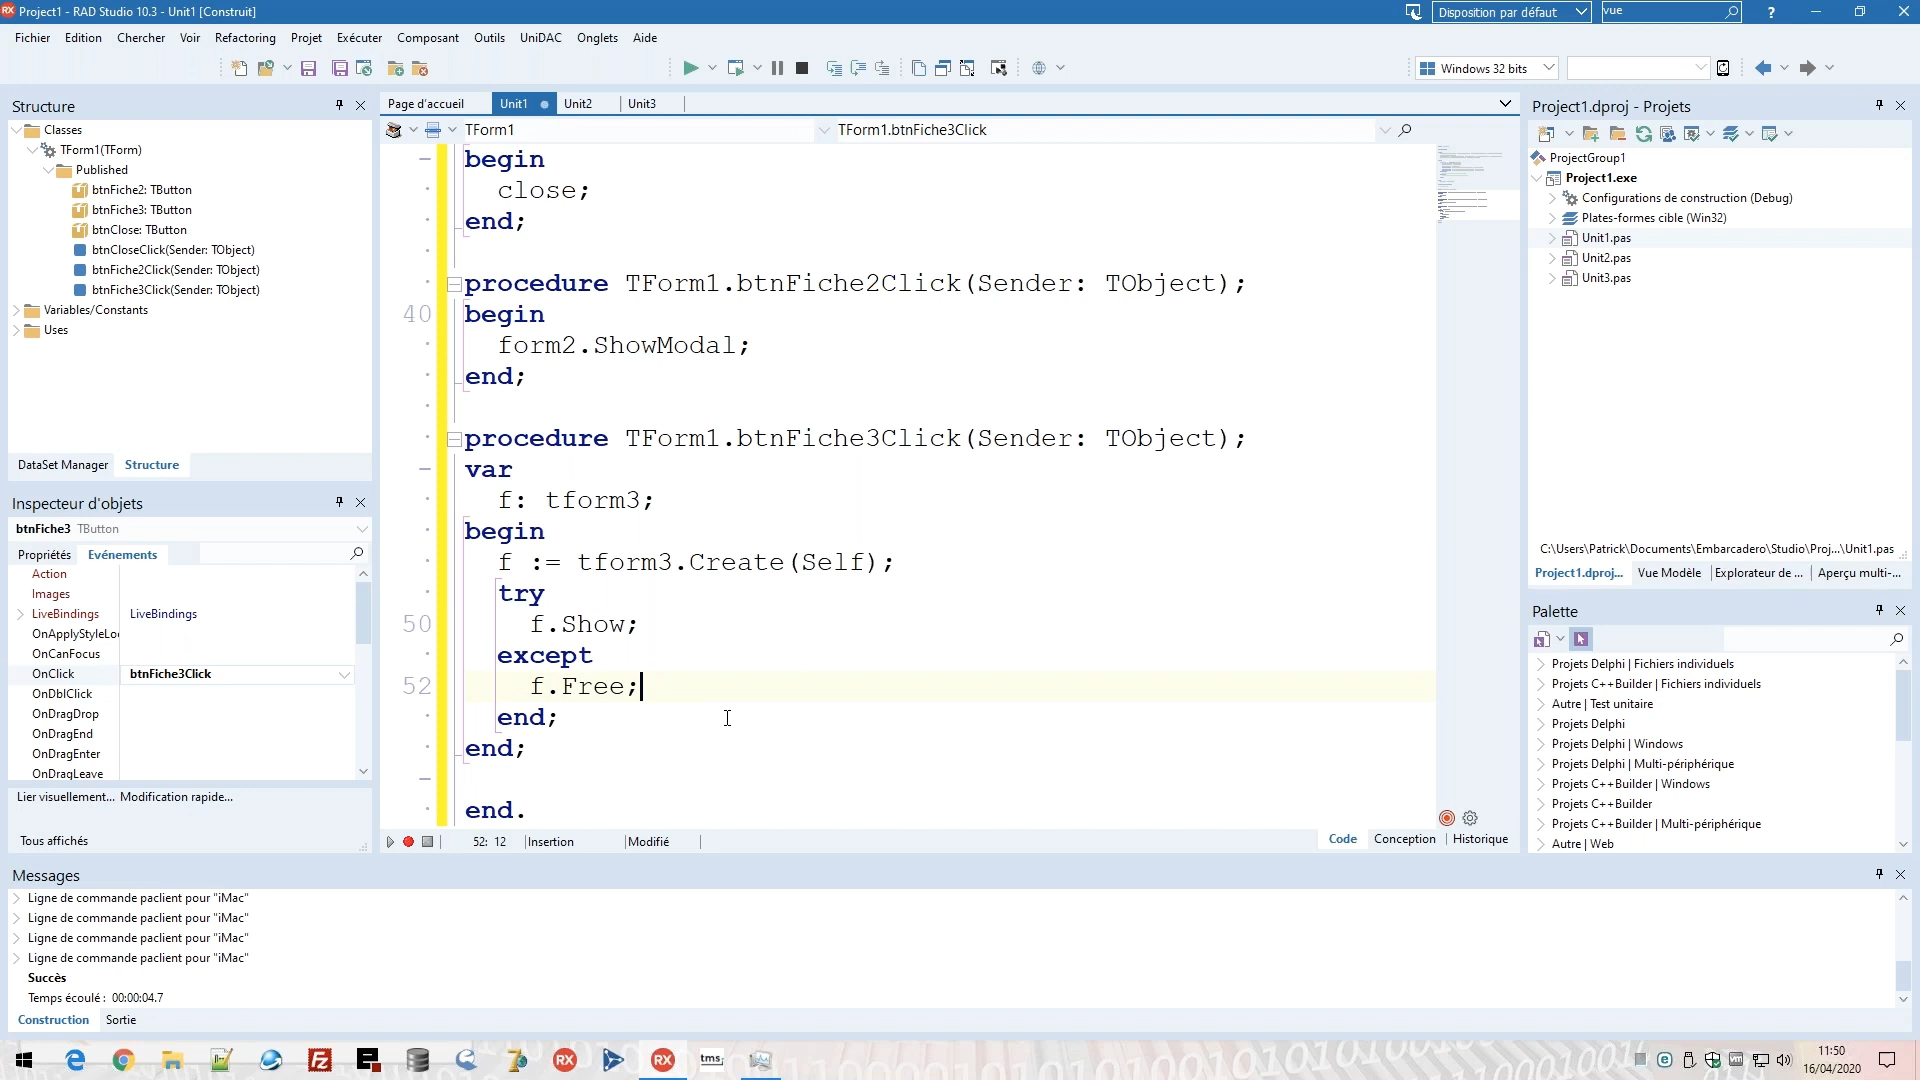 Project1 - RAD Studio 10.3 - Unit1 [Construit]
Disposition par défaut
vue
?
Fichier Edition Chercher Voir Refactoring Projet Exécuter Composant Outils UniDAC Onglets Aide
Windows 32 bits
Structure
Classes
TForm1(TForm)
Published
btnFiche2: TButton
btnFiche3: TButton
btnClose: TButton
btnCloseClick(Sender: TObject)
btnFiche2Click(Sender: TObject)
btnFiche3Click(Sender: TObject)
Variables/Constants
Uses
DataSet Manager Structure
Inspecteur d'objets
btnFiche3 TButton
Propriétés Evénements
Action
Images
LiveBindings LiveBindings
OnApplyStyleLo
OnCanFocus
OnClick btnFiche3Click
OnDblClick
OnDragDrop
OnDragEnd
OnDragEnter
OnDragLeave
Lier visuellement... Modification rapide...
Tous affichés
Page d'accueil Unit1 Unit2 Unit3
TForm1 TForm1.btnFiche3Click
begin
close;
end;
procedure TForm1.btnFiche2Click(Sender: TObject);
40 begin
form2.ShowModal;
end;
procedure TForm1.btnFiche3Click(Sender: TObject);
var
f: tform3;
begin
f := tform3.Create(Self);
try
50 f.Show;
except
52 f.Free;
end;
end;
end.
52: 12 Insertion Modifié
Code Conception Historique
Project1.dproj - Projets
ProjectGroup1
Project1.exe
Configurations de construction (Debug)
Plates-formes cible (Win32)
Unit1.pas
Unit2.pas
Unit3.pas
C:\Users\Patrick\Documents\Embarcadero\Studio\Proj...\Unit1.pas
Project1.dproj... Vue Modèle Explorateur de ... Aperçu multi-...
Palette
Projets Delphi | Fichiers individuels
Projets C++Builder | Fichiers individuels
Autre | Test unitaire
Projets Delphi
Projets Delphi | Windows
Projets Delphi | Multi-périphérique
Projets C++Builder | Windows
Projets C++Builder
Projets C++Builder | Multi-périphérique
Autre | Web
Messages
Ligne de commande paclient pour "iMac"
Ligne de commande paclient pour "iMac"
Ligne de commande paclient pour "iMac"
Ligne de commande paclient pour "iMac"
Succès
Temps écoulé : 00:00:04.7
Construction Sortie
RX RX tms
11:50
16/04/2020